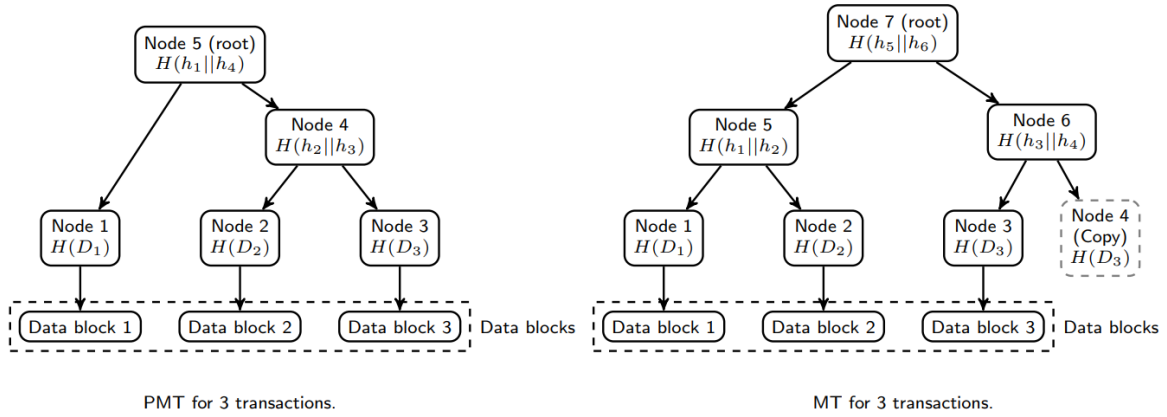 Node 5 (root)
H(h₁||h₄)
Node 4
H(h₂||h₃)
Node 1
H(D₁)
Node 2
H(D₂)
Node 3
H(D₃)
Data block 1
Data block 2
Data block 3
Data blocks
PMT for 3 transactions.
Node 7 (root)
H(h₅||h₆)
Node 5
H(h₁||h₂)
Node 6
H(h₃||h₄)
Node 1
H(D₁)
Node 2
H(D₂)
Node 3
H(D₃)
Node 4
(Copy)
H(D₃)
Data block 1
Data block 2
Data block 3
Data blocks
MT for 3 transactions.